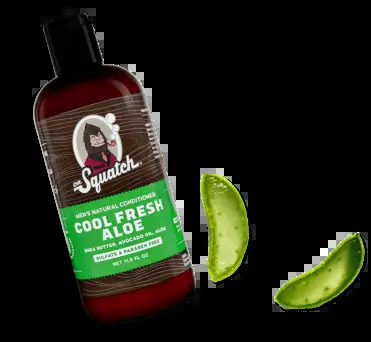 DR.
Squatch
MEN'S NATURAL CONDITIONER
COOL FRESH
ALOE
SHEA BUTTER, AVOCADO OIL, ALOE
SULFATE & PARABEN FREE
NET 11.5 FL OZ